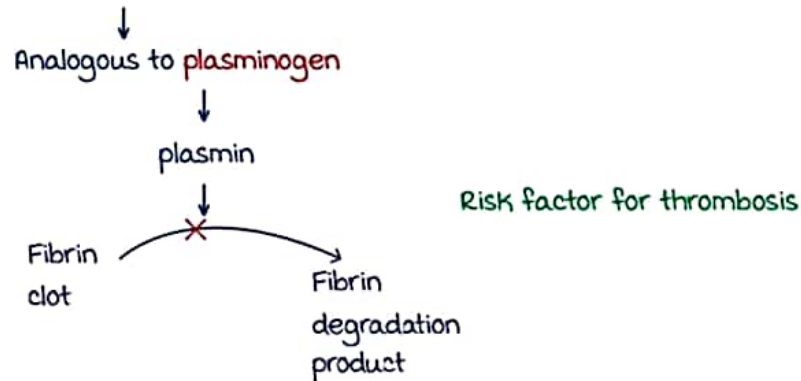 Analogous to plasminogen
plasmin
Risk factor for thrombosis
Fibrin
clot
Fibrin
degradation
product